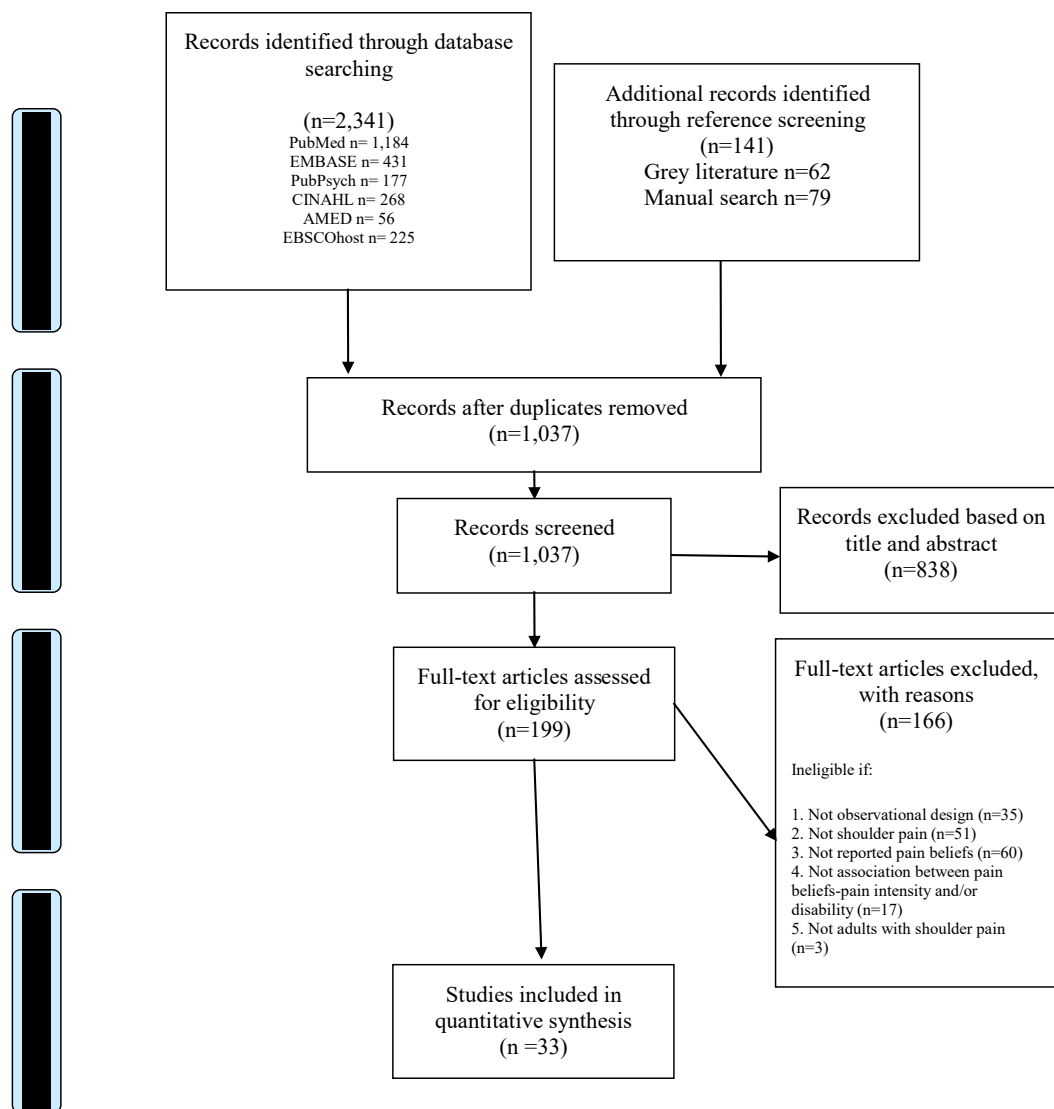 Records identified through database
searching
(n=2,341)
PubMed n= 1,184
EMBASE n= 431
PubPsych n= 177
CINAHL n= 268
AMED n= 56
EBSCOhost n= 225
Additional records identified
through reference screening
(n=141)
Grey literature n=62
Manual search n=79
Records after duplicates removed
(n=1,037)
Records screened
(n=1,037)
Records excluded based on
title and abstract
(n=838)
Full-text articles assessed
for eligibility
(n=199)
Full-text articles excluded,
with reasons
(n=166)
Ineligible if:
1. Not observational design (n=35)
2. Not shoulder pain (n=51)
3. Not reported pain beliefs (n=60)
4. Not association between pain
beliefs-pain intensity and/or
disability (n=17)
5. Not adults with shoulder pain
(n=3)
Studies included in
quantitative synthesis
(n =33)